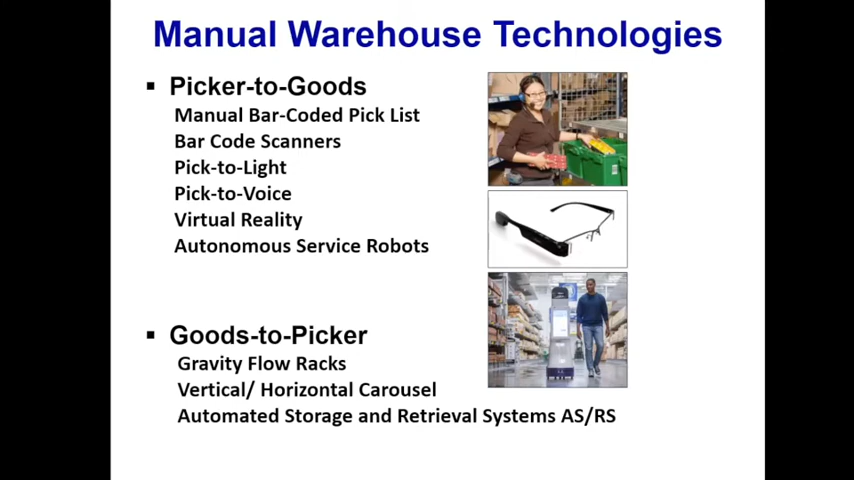 Manual Warehouse Technologies
▪ Picker-to-Goods
Manual Bar-Coded Pick List
Bar Code Scanners
Pick-to-Light
Pick-to-Voice
Virtual Reality
Autonomous Service Robots
▪ Goods-to-Picker
Gravity Flow Racks
Vertical/ Horizontal Carousel
Automated Storage and Retrieval Systems AS/RS